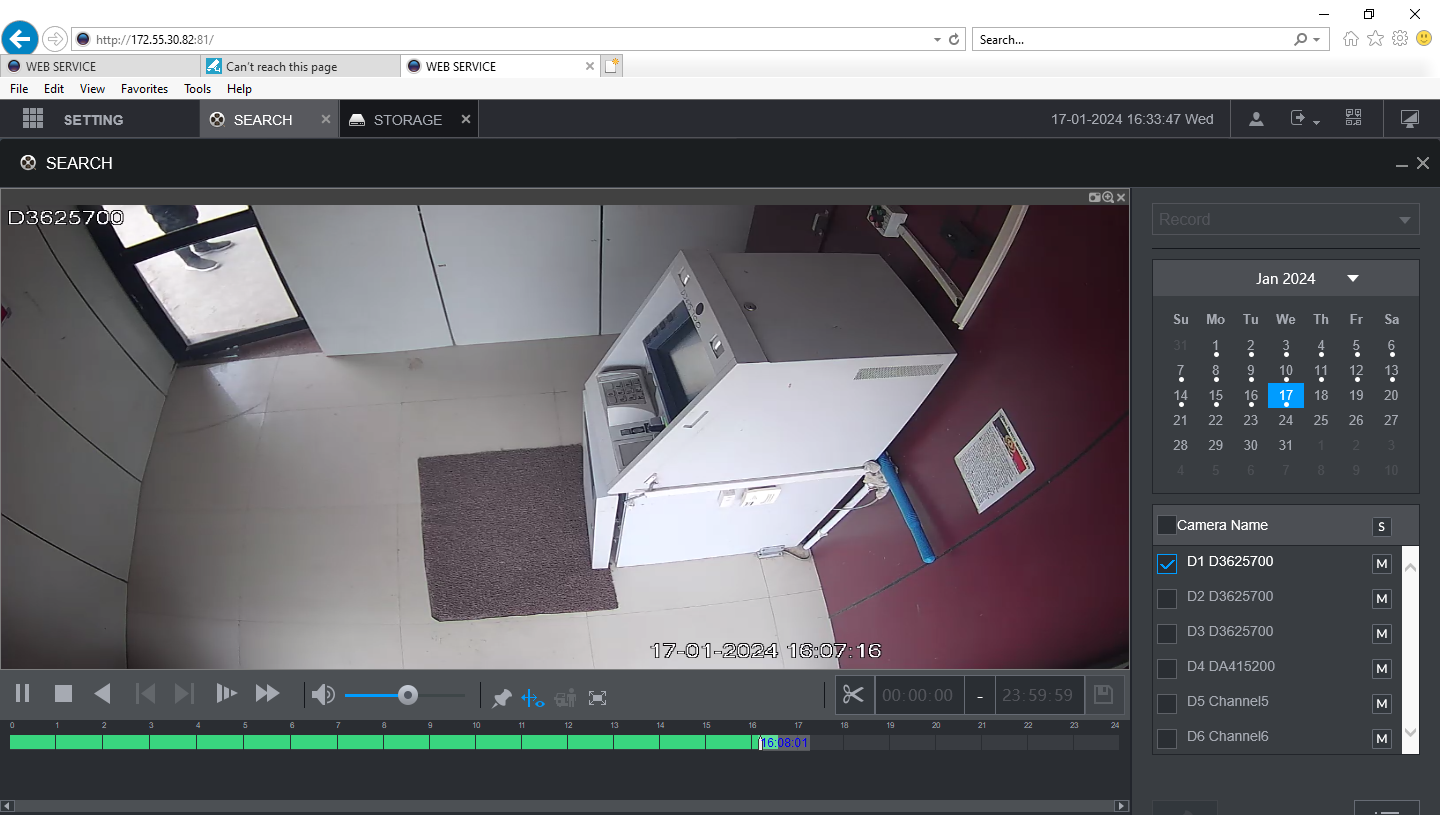 http://172.55.30.82:81/
Search...
WEB SERVICE
Can't reach this page
WEB SERVICE
File Edit View Favorites Tools Help
SETTING
SEARCH
STORAGE
17-01-2024 16:33:47 Wed
SEARCH
D3625700
17-01-2024 16:07:16
Record
Jan 2024
Su Mo Tu We Th Fr Sa
31 1 2 3 4 5 6
7 8 9 10 11 12 13
14 15 16 17 18 19 20
21 22 23 24 25 26 27
28 29 30 31 1 2 3
4 5 6 7 8 9 10
Camera Name S
D1 D3625700 M
D2 D3625700 M
D3 D3625700 M
D4 DA415200 M
D5 Channel5 M
D6 Channel6 M
00:00:00 - 23:59:59
0 1 2 3 4 5 6 7 8 9 10 11 12 13 14 15 16 17 18 19 20 21 22 23 24
16:08:01